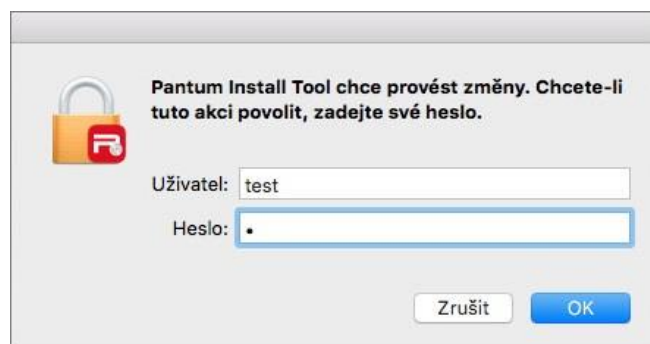 Pantum Install Tool chce provést změny. Chcete-li
tuto akci povolit, zadejte své heslo.
Uživatel: test
Heslo: •
Zrušit OK